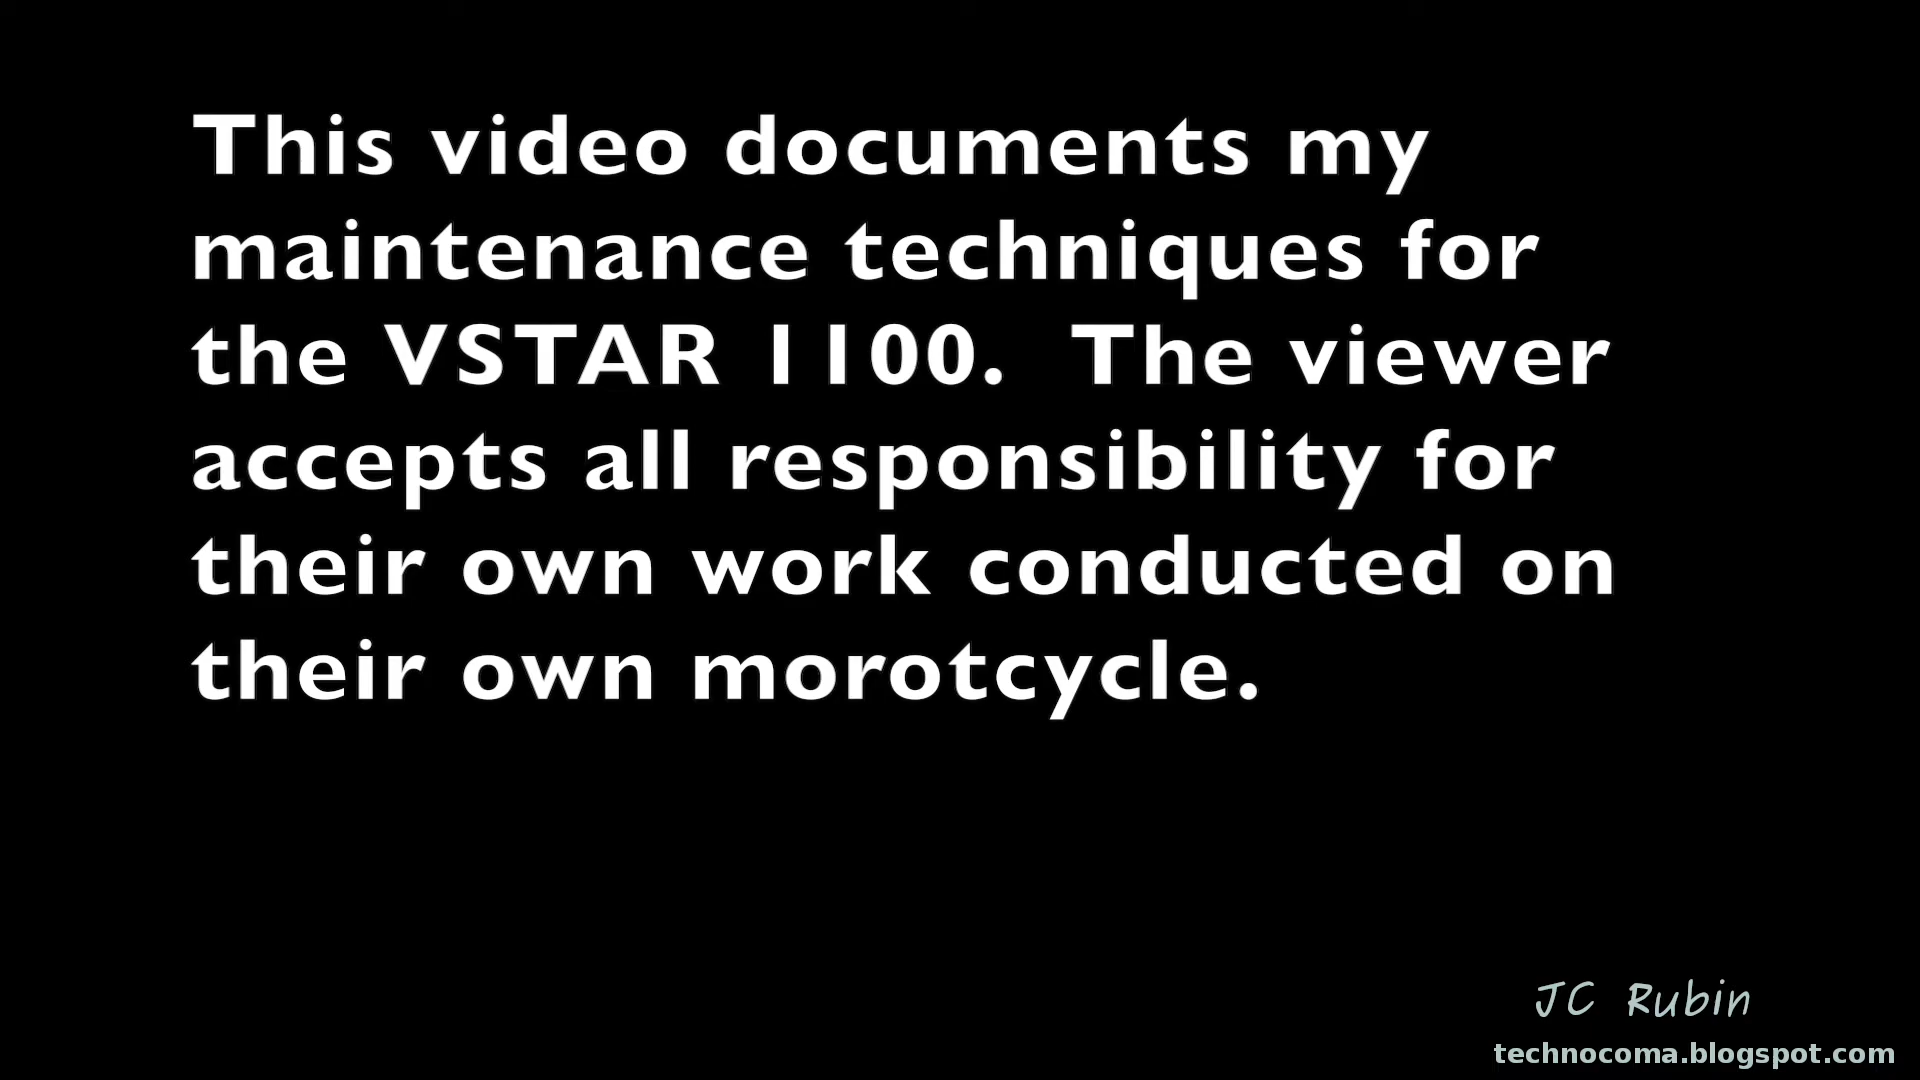 This video documents my
maintenance techniques for
the VSTAR 1100.  The viewer
accepts all responsibility for
their own work conducted on
their own morotcycle.
JC Rubin
technocoma.blogspot.com